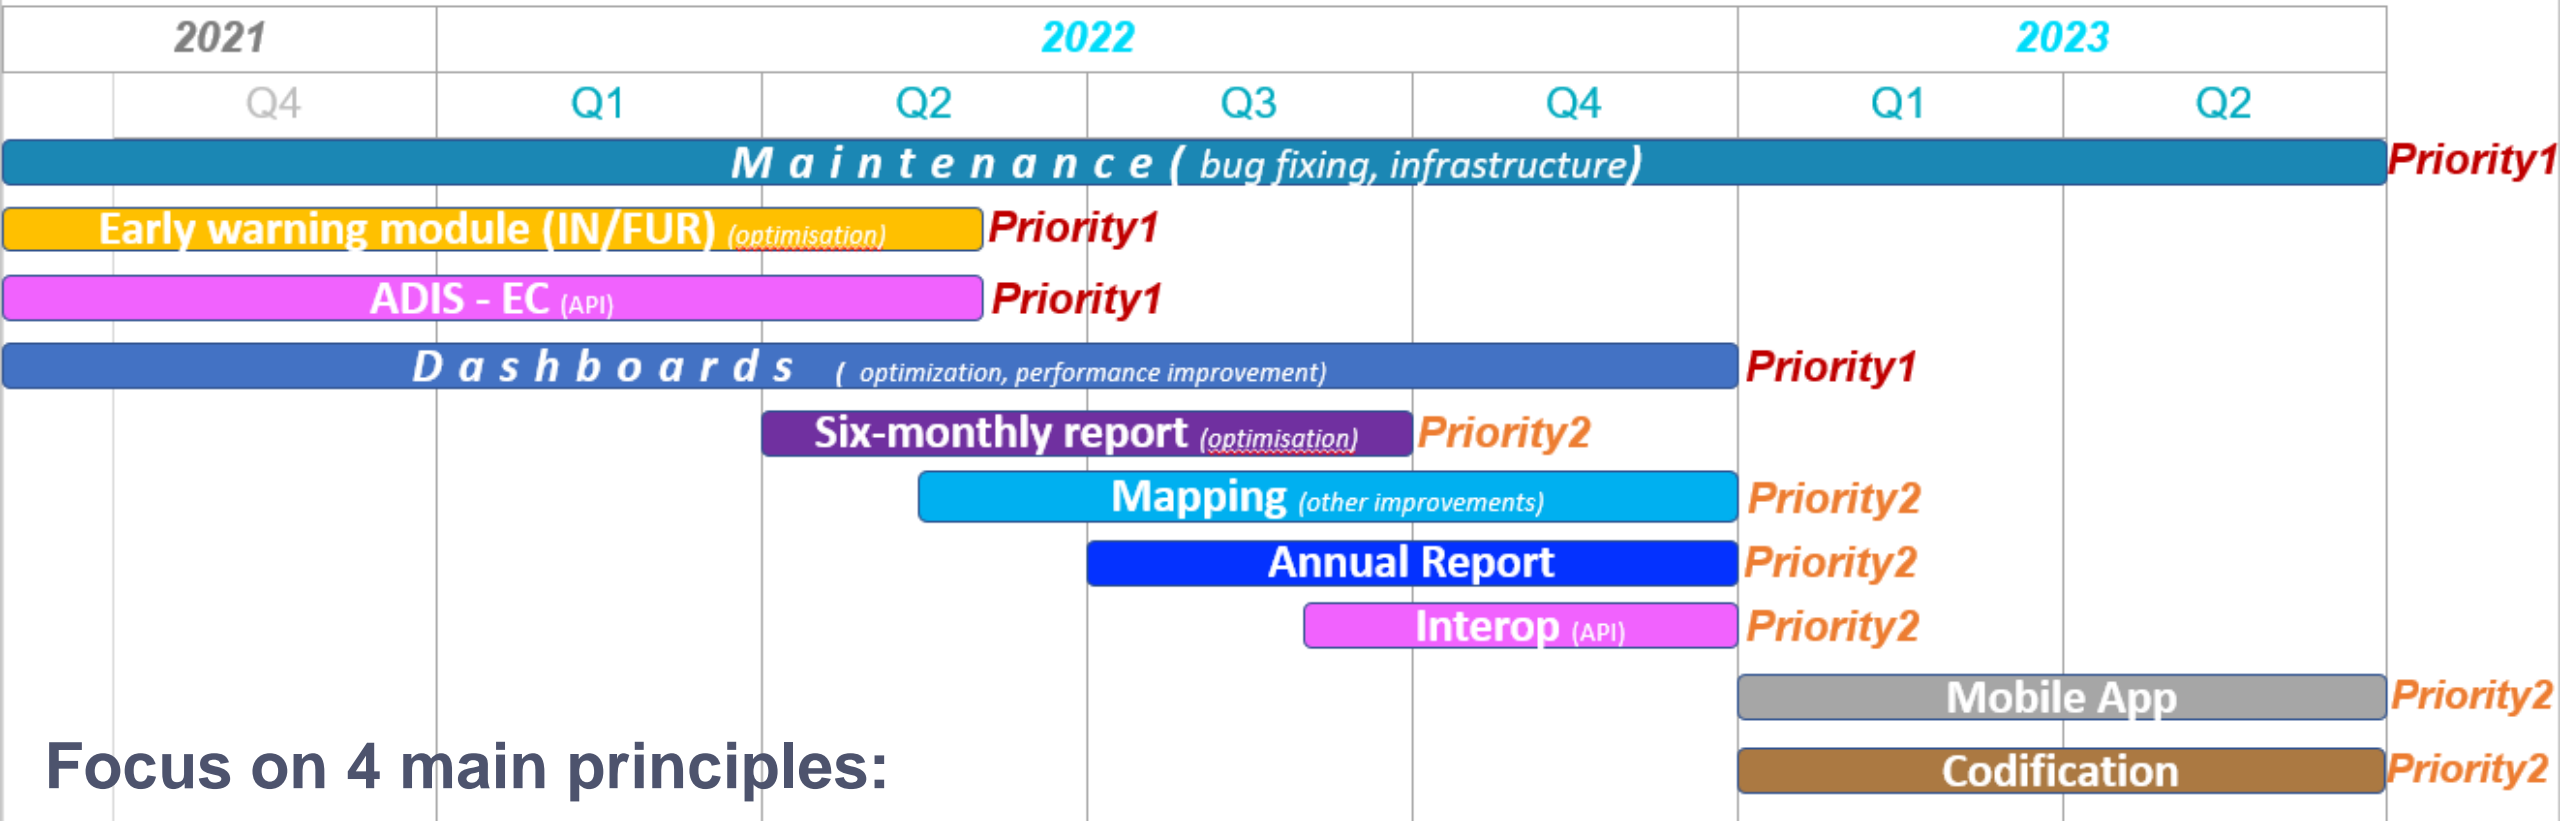 2021 2022 2023
Q4 Q1 Q2 Q3 Q4 Q1 Q2
Maintenance ( bug fixing, infrastructure) Priority1
Early warning module (IN/FUR) (optimisation) Priority1
ADIS - EC (API) Priority1
Dashboards ( optimization, performance improvement) Priority1
Six-monthly report (optimisation) Priority2
Mapping (other improvements) Priority2
Annual Report Priority2
Interop (API) Priority2
Mobile App Priority2
Codification Priority2
Focus on 4 main principles: